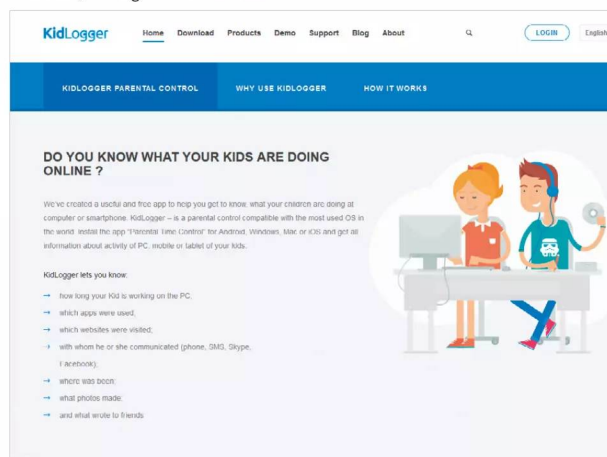 KidLogger Home Download Products Demo Support Blog About LOGIN English
KIDLOGGER PARENTAL CONTROL WHY USE KIDLOGGER HOW IT WORKS
DO YOU KNOW WHAT YOUR KIDS ARE DOING
ONLINE ?
We've created a useful and free app to help you get to know, what your children are doing at
computer or smartphone. KidLogger – is a parental control compatible with the most used OS in
the world. Install the app "Parental Time Control" for Android, Windows, Mac or iOS and get all
information about activity of PC, mobile or tablet of your kids.
KidLogger lets you know:
→ how long your Kid is working on the PC;
→ which apps were used;
→ which websites were visited;
→ with whom he or she communicated (phone, SMS, Skype,
Facebook);
→ where was been;
→ what photos made;
→ and what wrote to friends